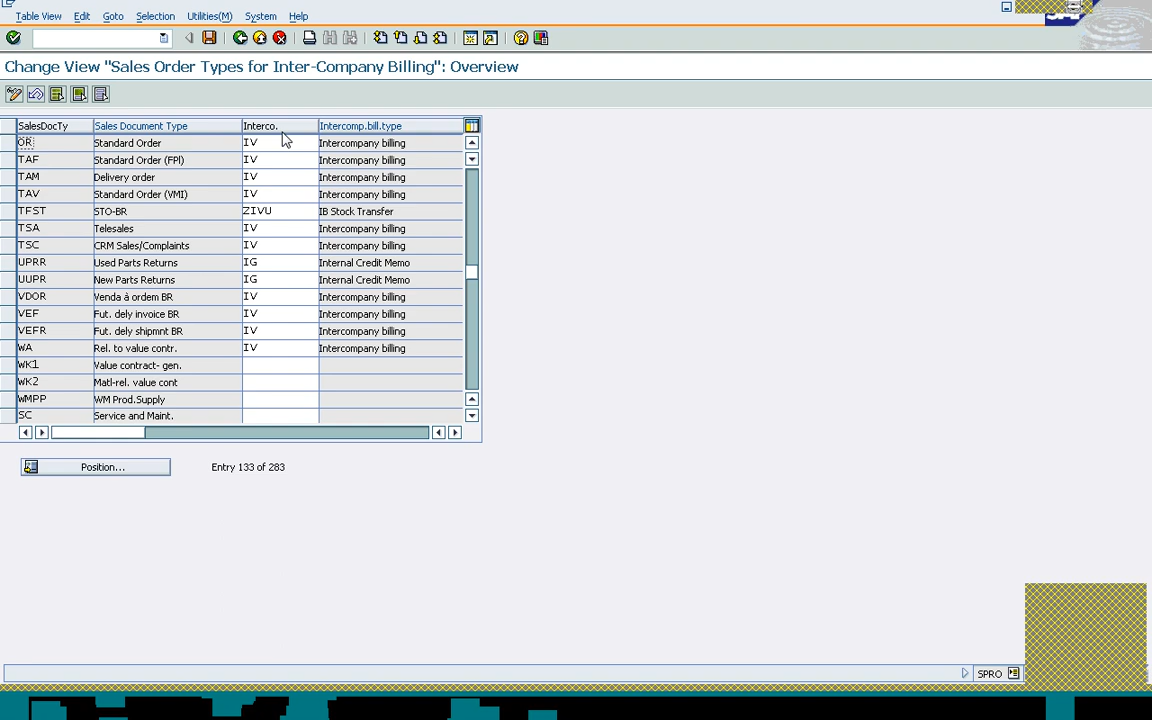 Table View Edit Goto Selection Utilities(M) System Help
Change View "Sales Order Types for Inter-Company Billing": Overview
SalesDocTy Sales Document Type Interco. Intercomp.bill.type
OR Standard Order IV Intercompany billing
TAF Standard Order (FPl) IV Intercompany billing
TAM Delivery order IV Intercompany billing
TAV Standard Order (VMI) IV Intercompany billing
TFST STO-BR ZIVU IB Stock Transfer
TSA Telesales IV Intercompany billing
TSC CRM Sales/Complaints IV Intercompany billing
UPRR Used Parts Returns IG Internal Credit Memo
UUPR New Parts Returns IG Internal Credit Memo
VDOR Venda à ordem BR IV Intercompany billing
VEF Fut. dely invoice BR IV Intercompany billing
VEFR Fut. dely shipmnt BR IV Intercompany billing
WA Rel. to value contr. IV Intercompany billing
WK1 Value contract- gen.
WK2 Matl-rel. value cont
WMPP WM Prod.Supply
SC Service and Maint.
Position... Entry 133 of 283
SPRO